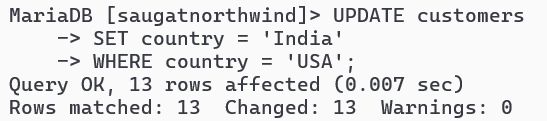 MariaDB [saugatnorthwind]> UPDATE customers
    -> SET country = 'India'
    -> WHERE country = 'USA';
Query OK, 13 rows affected (0.007 sec)
Rows matched: 13  Changed: 13  Warnings: 0